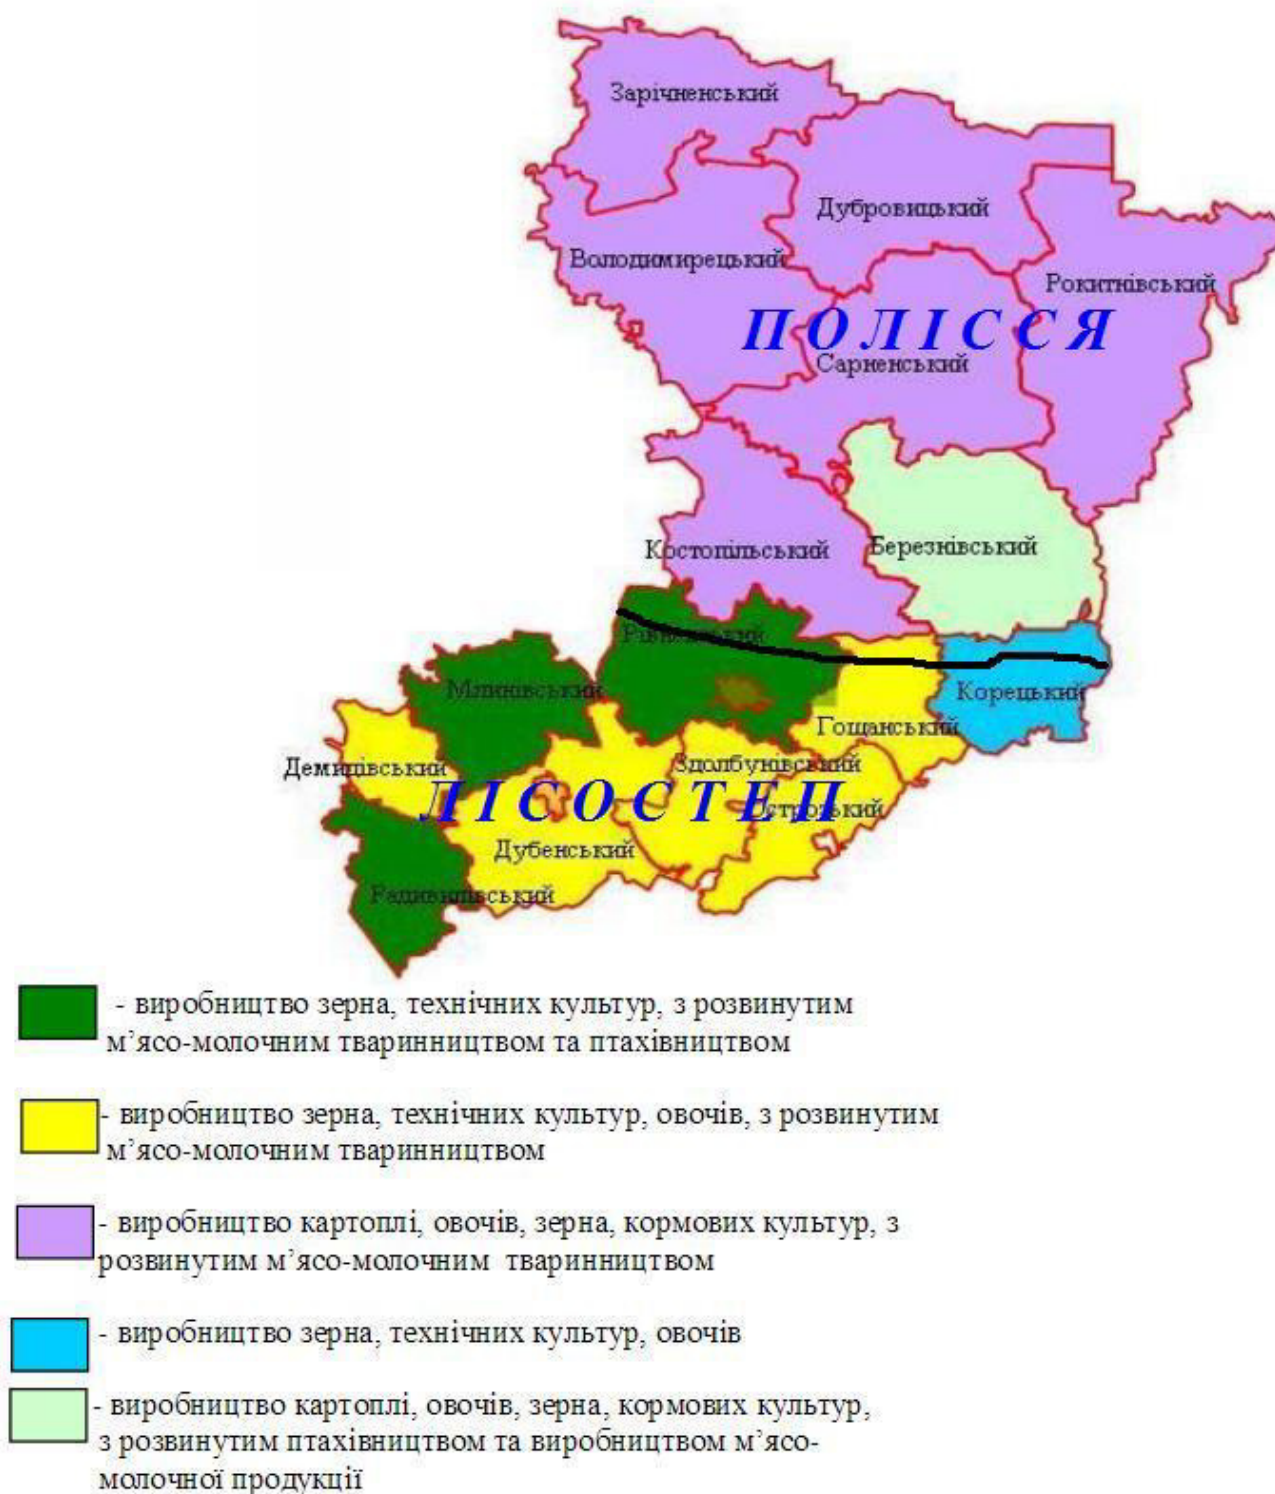 Зарічненський
Дубровицький
Володимирецький
Рокитнівський
ПОЛІССЯ
Сарненський
Костопільський
Березнівський
Рівненський
Млинівський
Корецький
Гощанський
Демидівський
Здолбунівський
ЛІСОСТЕП
Острозький
Дубенський
Радивилівський
- виробництво зерна, технічних культур, з розвинутим
м’ясо-молочним тваринництвом та птахівництвом
- виробництво зерна, технічних культур, овочів, з розвинутим
м’ясо-молочним тваринництвом
- виробництво картоплі, овочів, зерна, кормових культур, з
розвинутим м’ясо-молочним тваринництвом
- виробництво зерна, технічних культур, овочів
- виробництво картоплі, овочів, зерна, кормових культур,
з розвинутим птахівництвом та виробництвом м’ясо-
молочної продукції